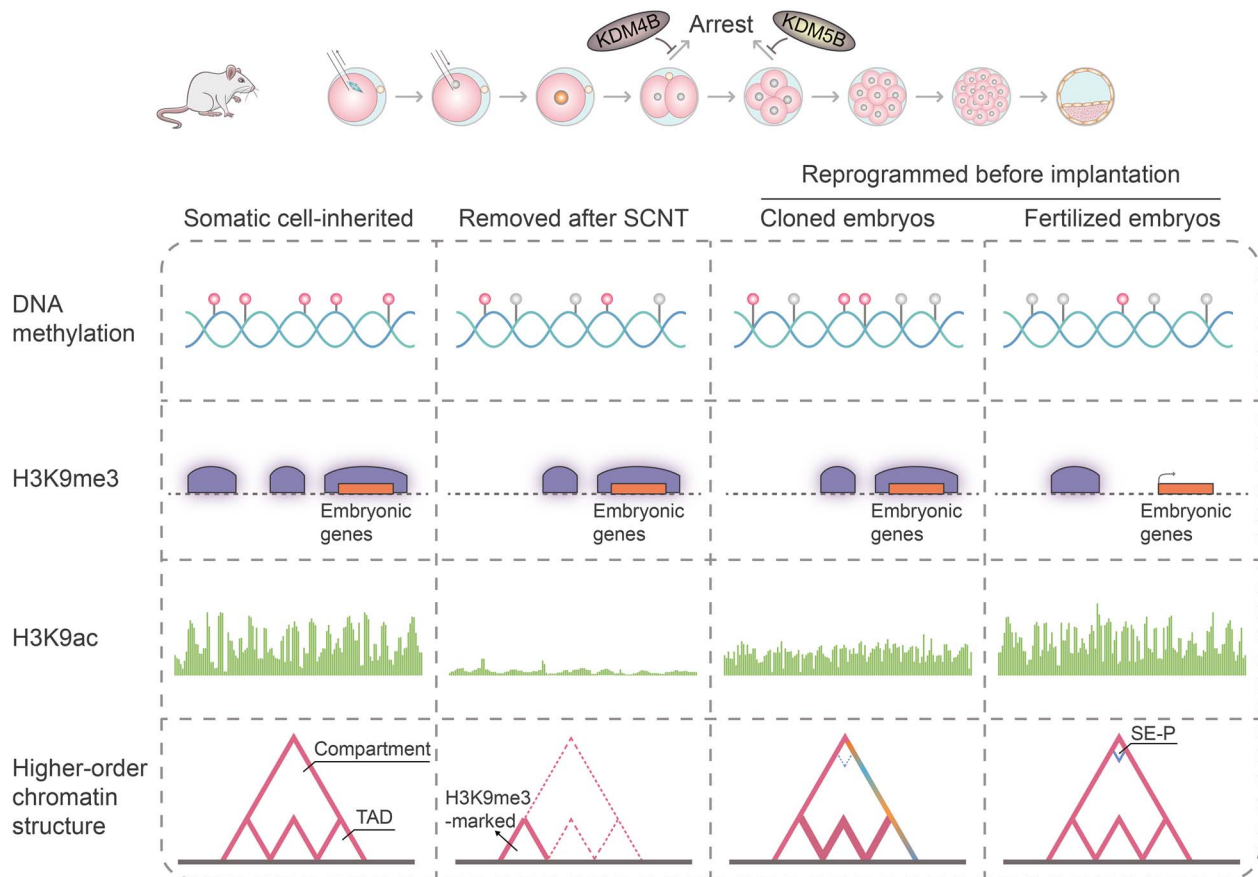 KDM4B
Arrest
KDM5B
Reprogrammed before implantation
Somatic cell-inherited
Removed after SCNT
Cloned embryos
Fertilized embryos
DNA
methylation
H3K9me3
Embryonic
genes
Embryonic
genes
Embryonic
genes
Embryonic
genes
H3K9ac
Higher-order
chromatin
structure
Compartment
TAD
H3K9me3
-marked
SE-P